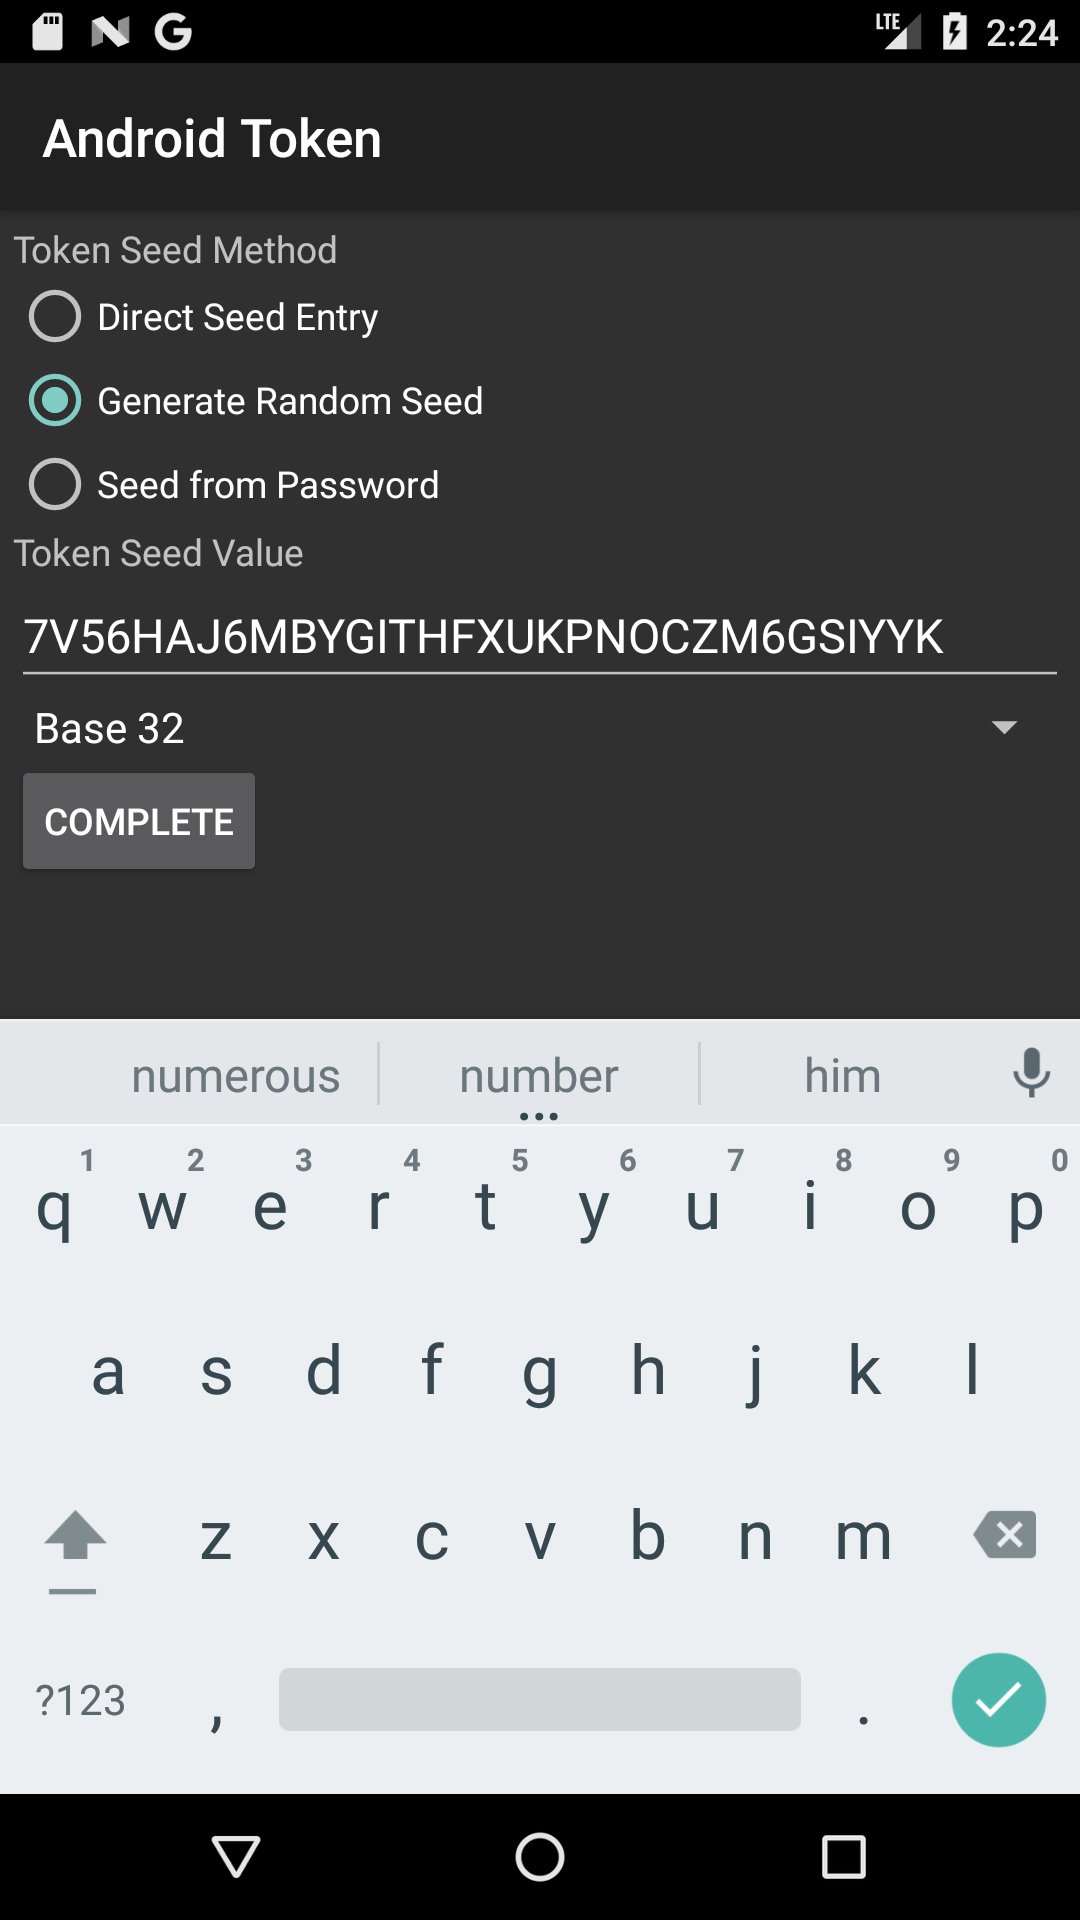 LTE 2:24
Android Token
Token Seed Method
Direct Seed Entry
Generate Random Seed
Seed from Password
Token Seed Value
7V56HAJ6MBYGITHFXUKPNOCZM6GSIYYK
Base 32
COMPLETE
numerous number him
1 2 3 4 5 6 7 8 9 0
q w e r t y u i o p
a s d f g h j k l
z x c v b n m
?123 , .